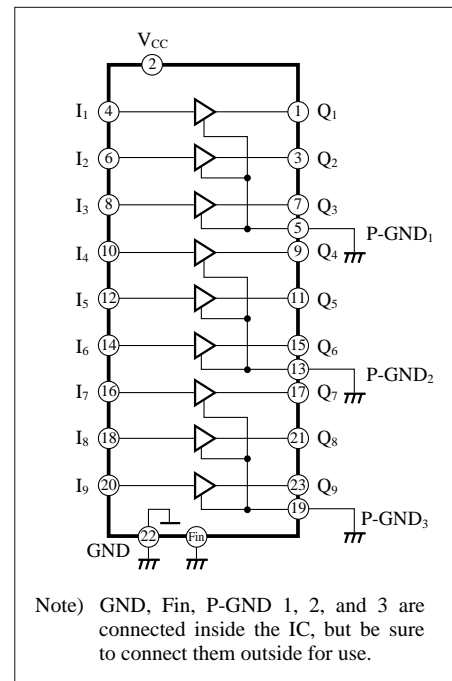 V_CC
2
I₁ 4 1 Q₁
I₂ 6 3 Q₂
I₃ 8 7 Q₃
5 P-GND₁
I₄ 10 9 Q₄
I₅ 12 11 Q₅
I₆ 14 15 Q₆
13 P-GND₂
I₇ 16 17 Q₇
I₈ 18 21 Q₈
I₉ 20 23 Q₉
19 P-GND₃
GND 22 Fin
Note) GND, Fin, P-GND 1, 2, and 3 are
connected inside the IC, but be sure
to connect them outside for use.